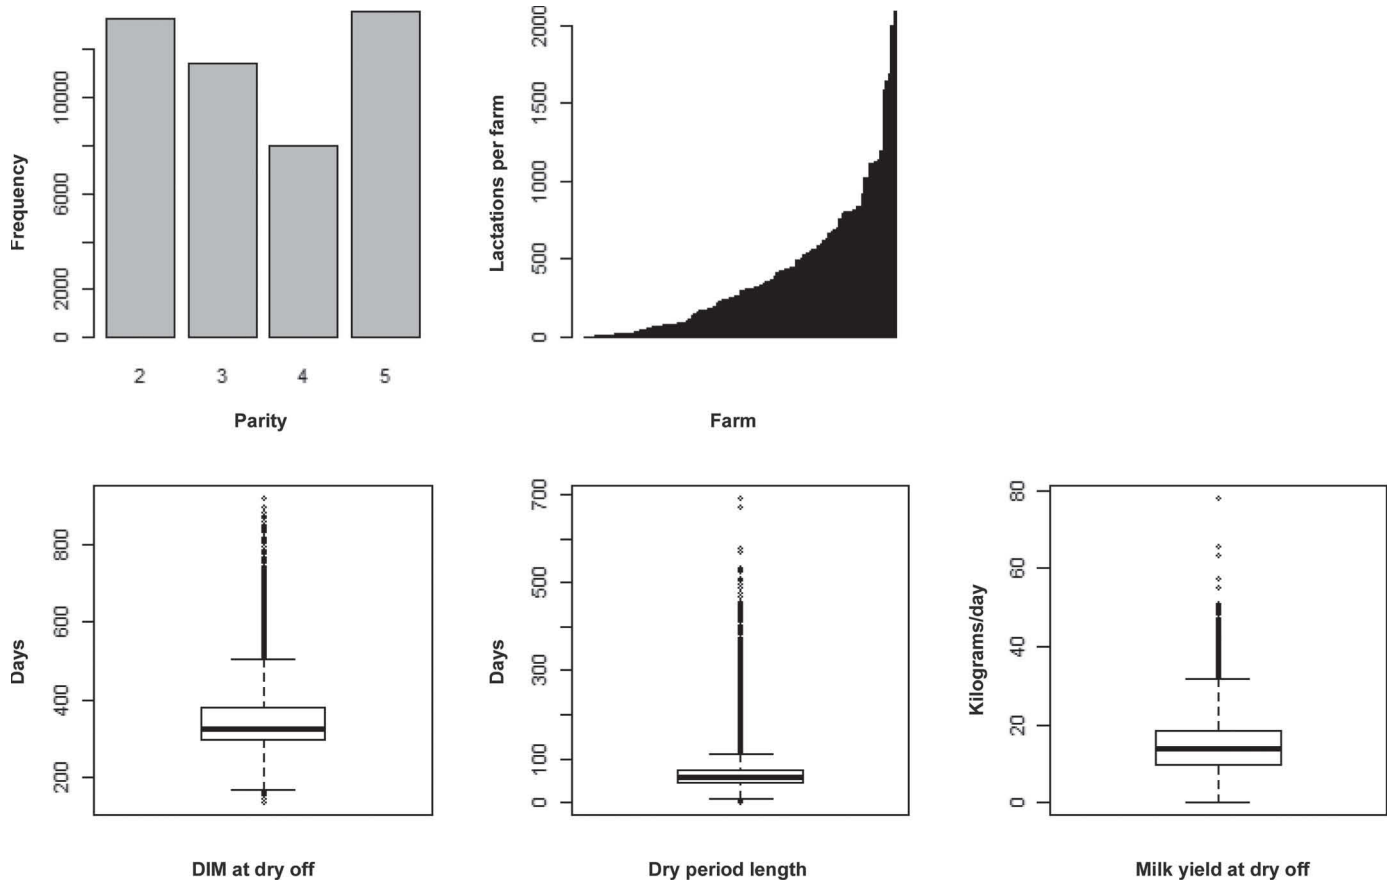 Frequency
0
2000
6000
10000
2
3
4
5
Parity
Lactations per farm
0
500
1000
1500
2000
Farm
Days
200
400
600
800
DIM at dry off
Days
0
100
300
500
700
Dry period length
Kilograms/day
0
20
40
60
80
Milk yield at dry off